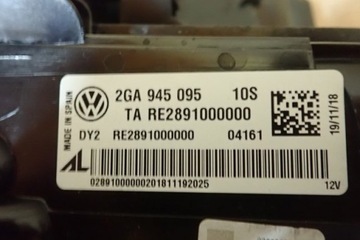 2GA 945 095 10S
TA RE2891000000
DY2 RE2891000000 04161
MADE IN SPAIN
19/11/18
AL
02891000000201811192025
12V